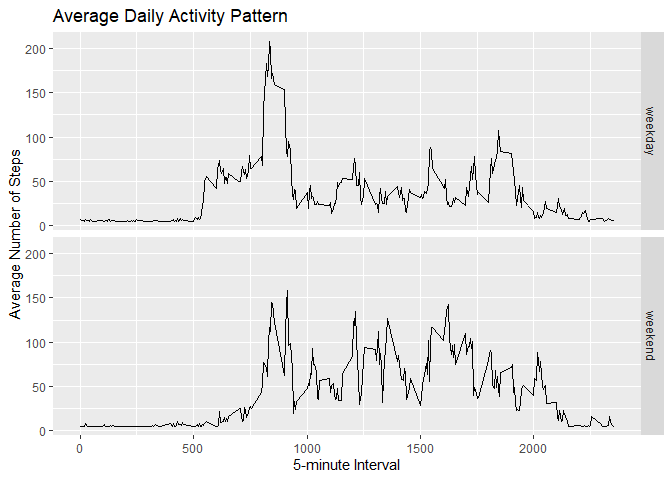 Average Daily Activity Pattern
200
150
100
50
0
weekday
200
150
100
50
0
weekend
Average Number of Steps
0 500 1000 1500 2000
5-minute Interval